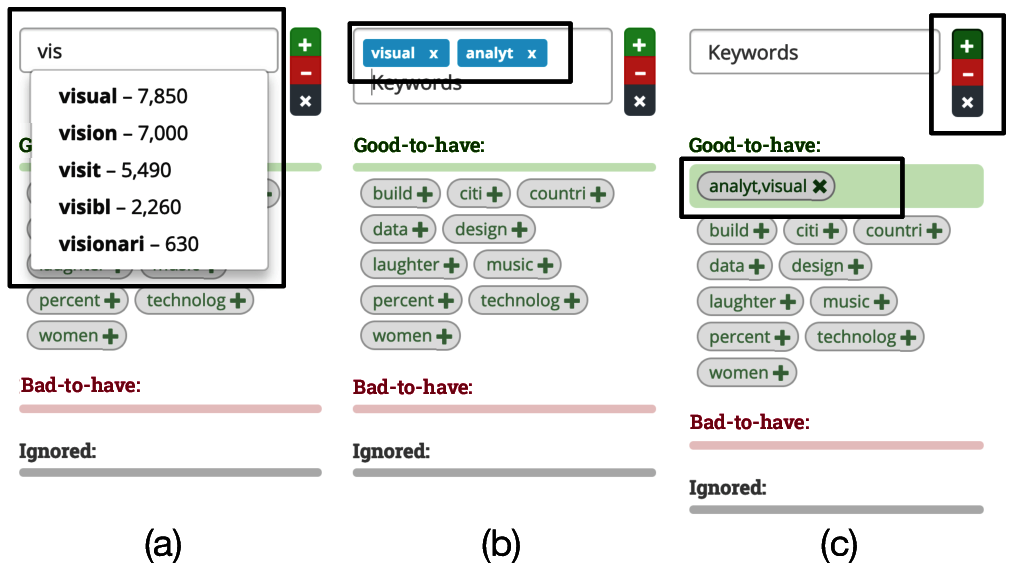 vis
+
−
×
visual – 7,850
vision – 7,000
visit – 5,490
visibl – 2,260
visionari – 630
G
percent + technolog +
women +
Bad-to-have:
Ignored:
(a)
visual x analyt x
Keywords
+
−
×
Good-to-have:
build + citi + countri +
data + design +
laughter + music +
percent + technolog +
women +
Bad-to-have:
Ignored:
(b)
Keywords
+
−
×
Good-to-have:
analyt,visual ×
build + citi + countri +
data + design +
laughter + music +
percent + technolog +
women +
Bad-to-have:
Ignored:
(c)